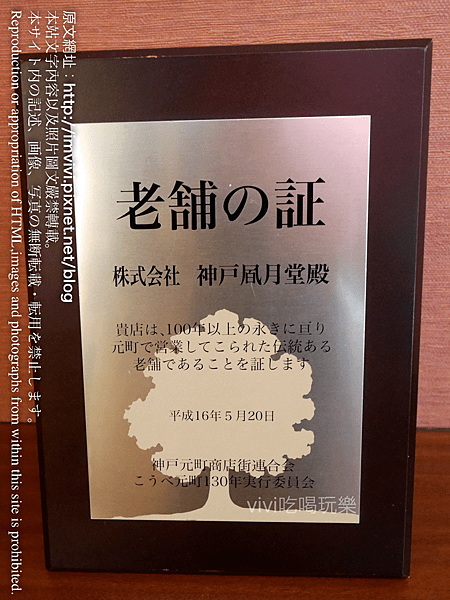 原文網址：http://imvivi.pixnet.net/blog
本站文字內容以及照片圖文嚴禁轉載。
本サイト内の記述、画像、写真の無断転載・転用を禁止します。
Reproduction or appropriation of HTML,images and photographs from within this site is prohibited.
老舗の証
株式会社 神戸凮月堂殿
貴店は、100年以上の永きに亘り
元町で営業してこられた伝統ある
老舗であることを証します
平成16年5月20日
神戸元町商店街連合会
こうべ元町130年実行委員会
vivi吃喝玩樂